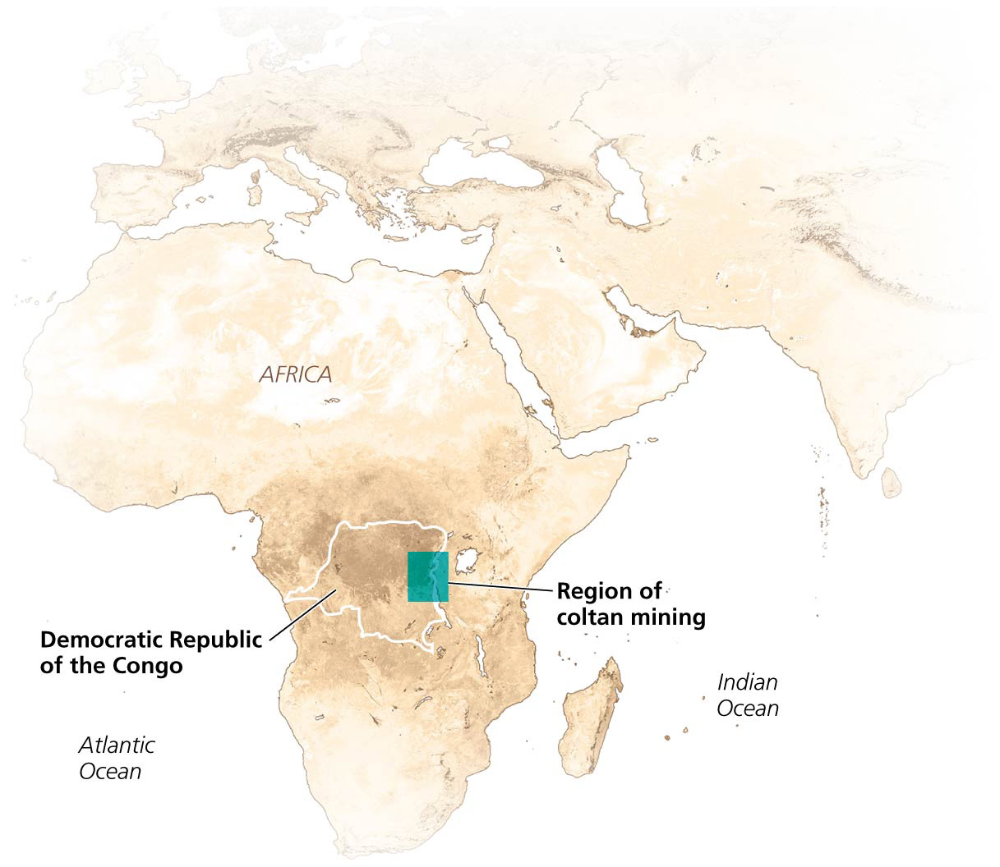 AFRICA
Region of
coltan mining
Democratic Republic
of the Congo
Indian
Ocean
Atlantic
Ocean